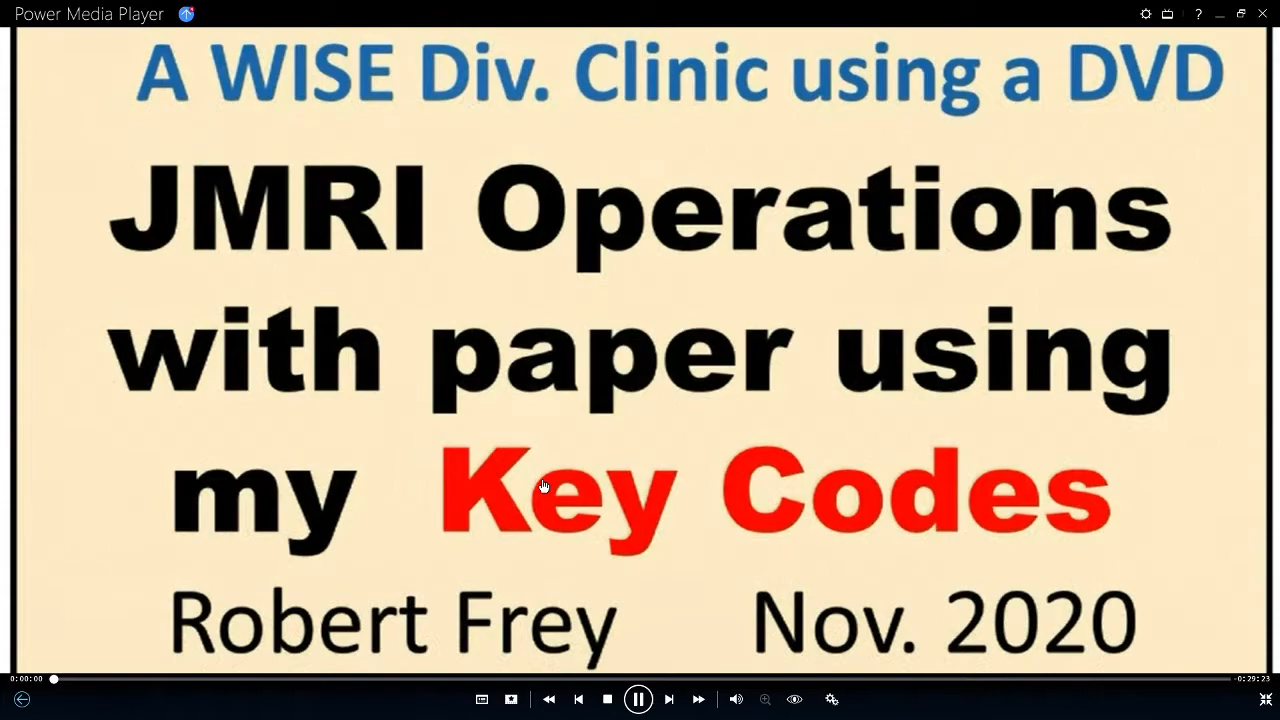 Power Media Player
?
A WISE Div. Clinic using a DVD
JMRI Operations
with paper using
my Key Codes
Robert Frey Nov. 2020
0:00:00 -0:29:23